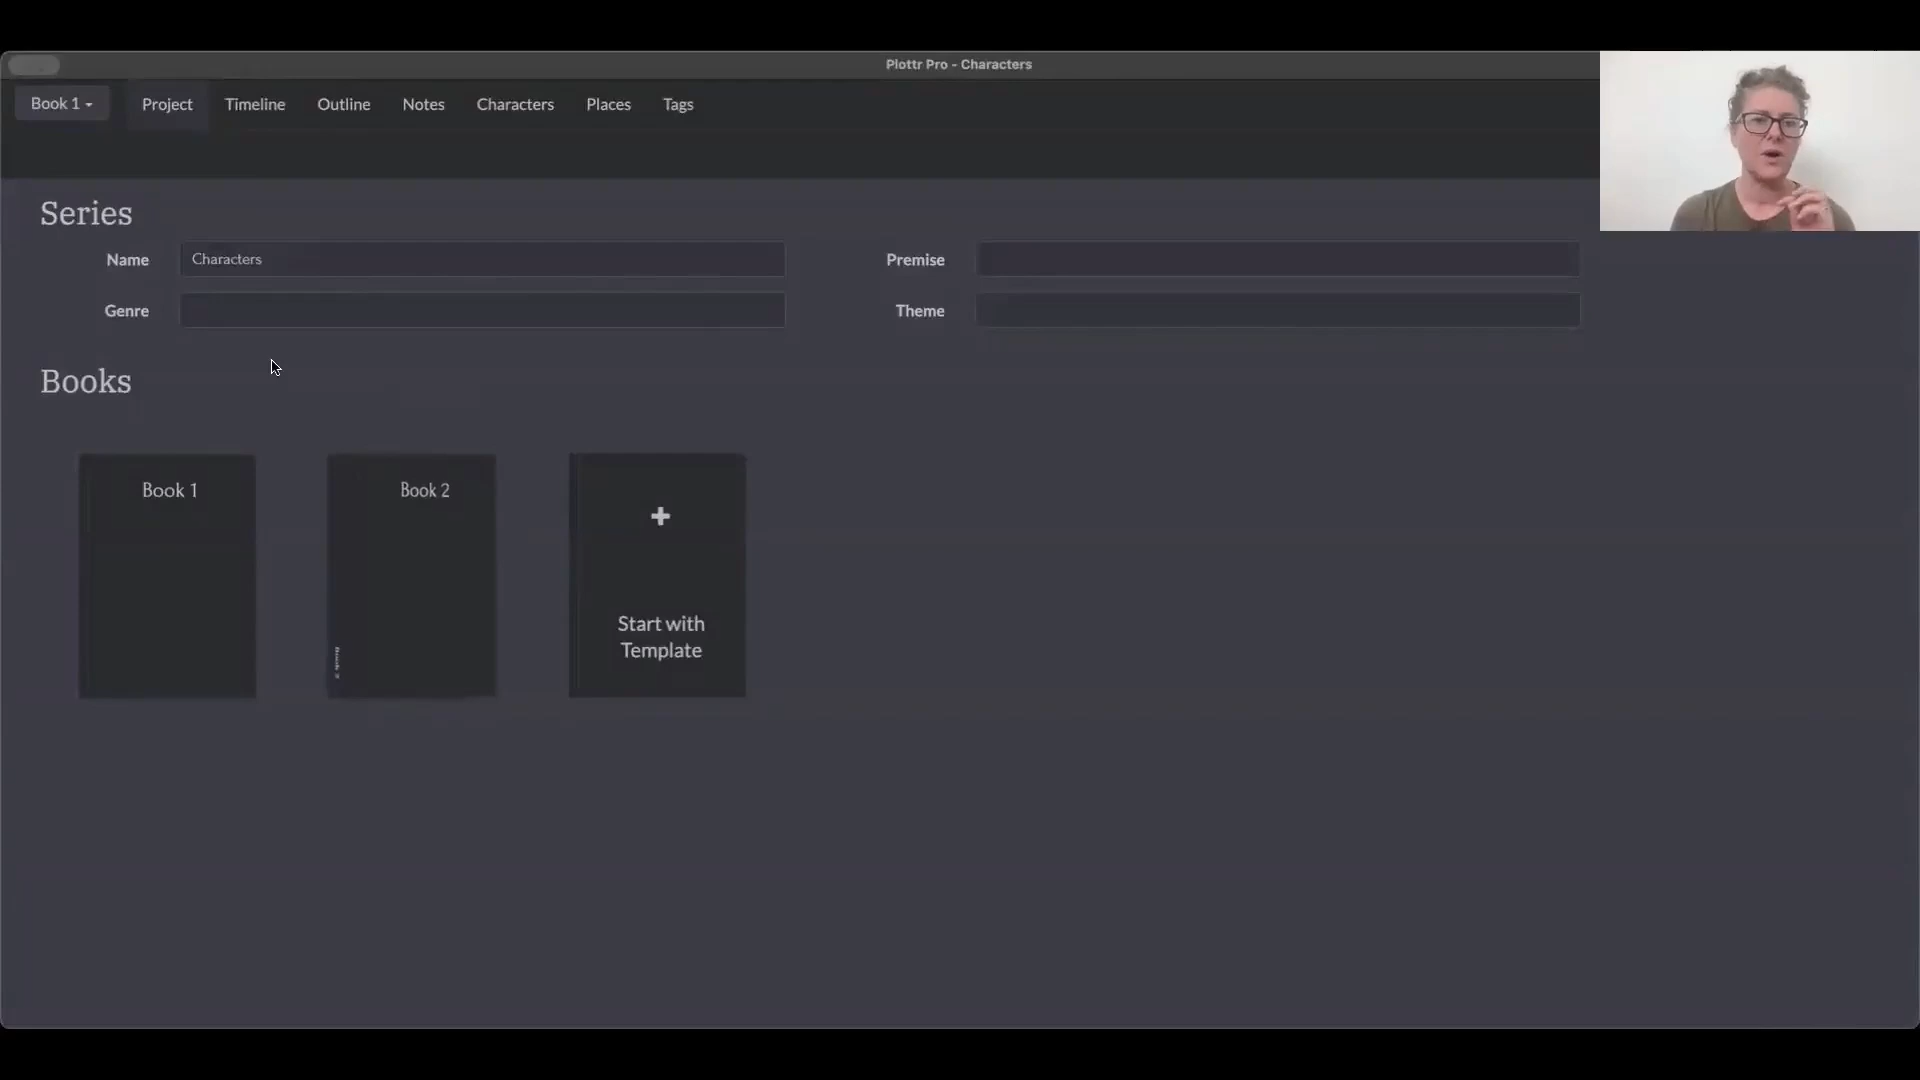 Plottr Pro - Characters
Book 1
Project
Timeline
Outline
Notes
Characters
Places
Tags
Series
Name
Characters
Premise
Genre
Theme
Books
Book 1
Book 2
Start with
Template